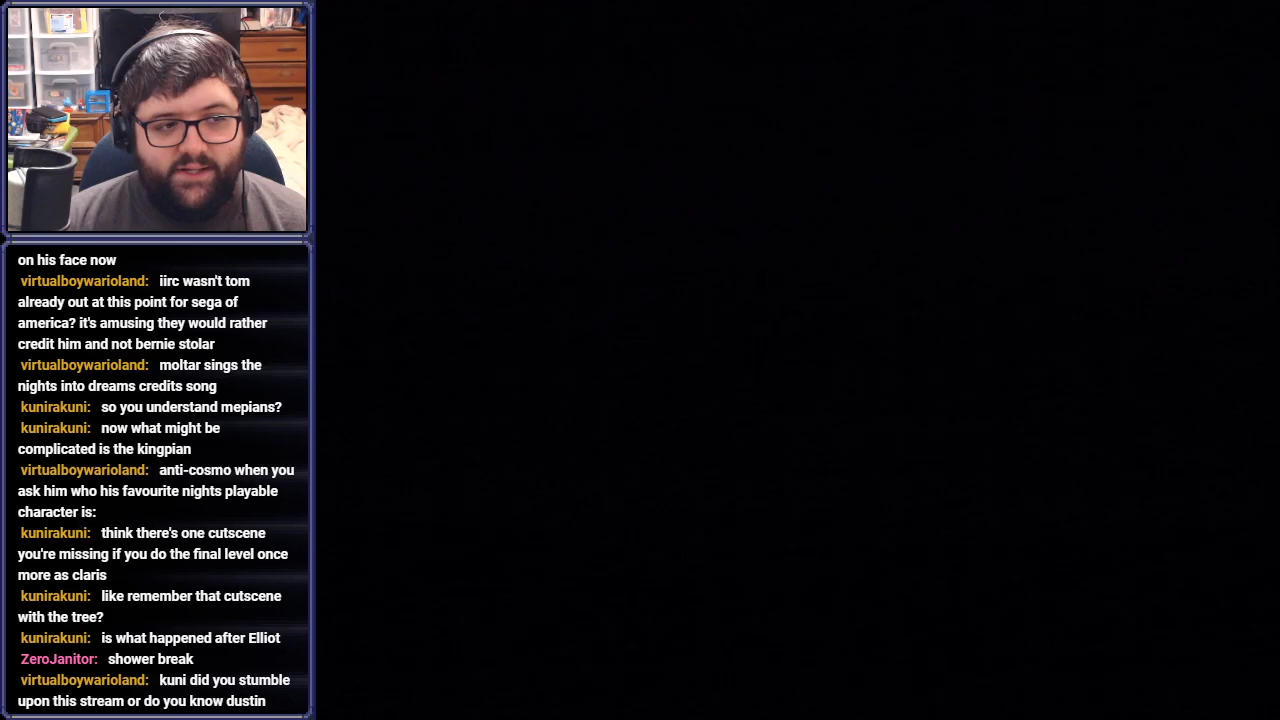 on his face now
virtualboywarioland: iirc wasn't tom
already out at this point for sega of
america? it's amusing they would rather
credit him and not bernie stolar
virtualboywarioland: moltar sings the
nights into dreams credits song
kunirakuni: so you understand mepians?
kunirakuni: now what might be
complicated is the kingpian
virtualboywarioland: anti-cosmo when you
ask him who his favourite nights playable
character is:
kunirakuni: think there's one cutscene
you're missing if you do the final level once
more as claris
kunirakuni: like remember that cutscene
with the tree?
kunirakuni: is what happened after Elliot
ZeroJanitor: shower break
virtualboywarioland: kuni did you stumble
upon this stream or do you know dustin